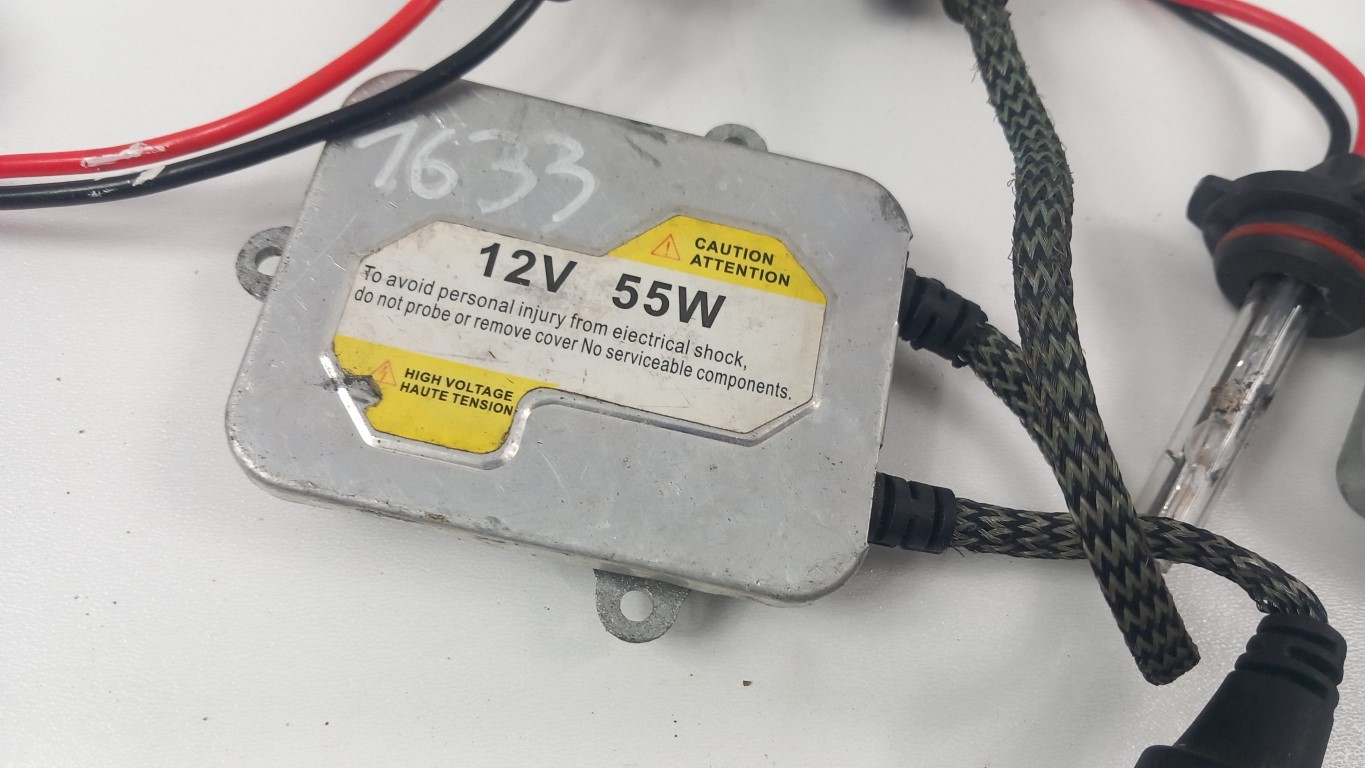 1633
CAUTION
ATTENTION
12V 55W
To avoid personal injury from electrical shock,
do not probe or remove cover No serviceable components.
HIGH VOLTAGE
HAUTE TENSION